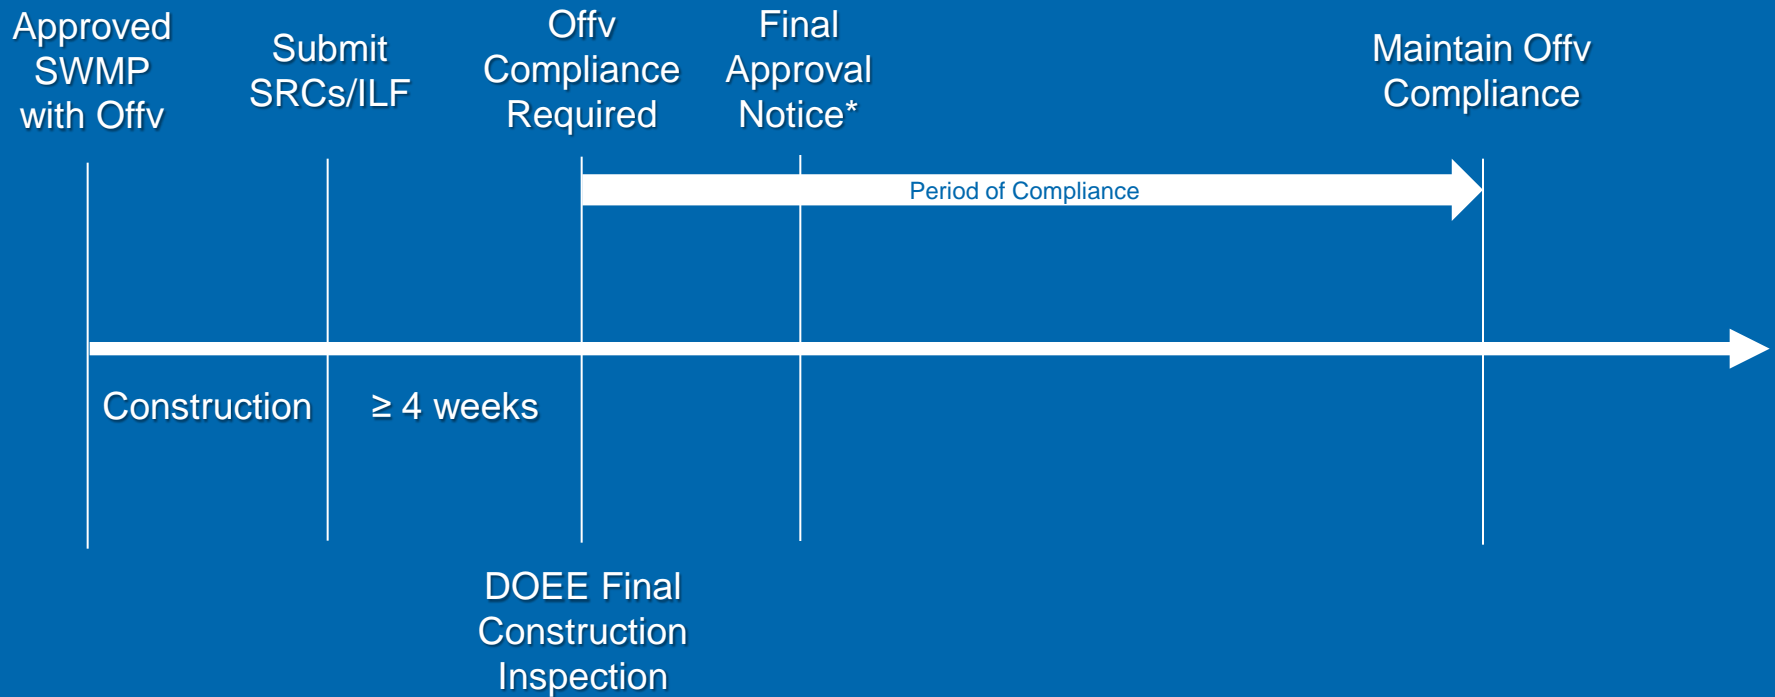 Approved
SWMP
with Offv
Submit
SRCs/ILF
Offv
Compliance
Required
Final
Approval
Notice*
Maintain Offv
Compliance
Period of Compliance
Construction
≥ 4 weeks
DOEE Final
Construction
Inspection